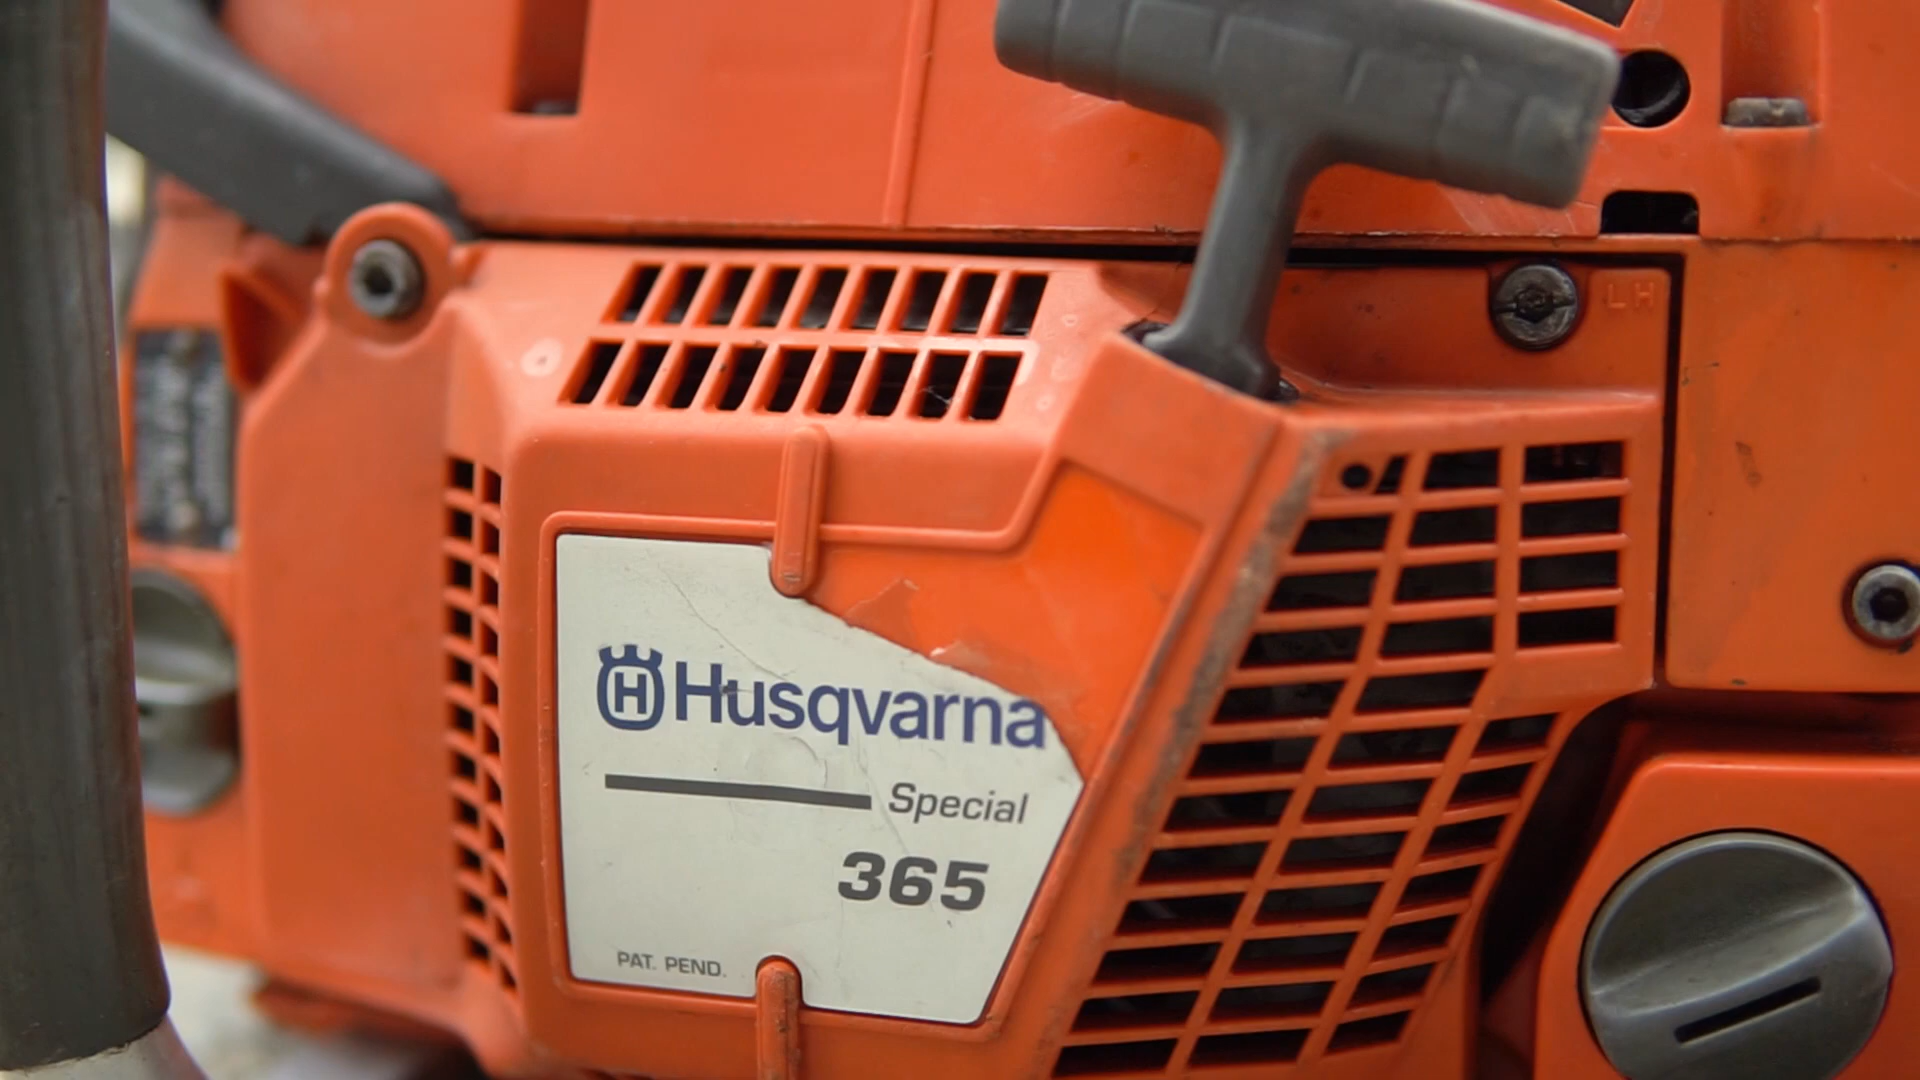 LH
H Husqvarna
Special
365
PAT. PEND.